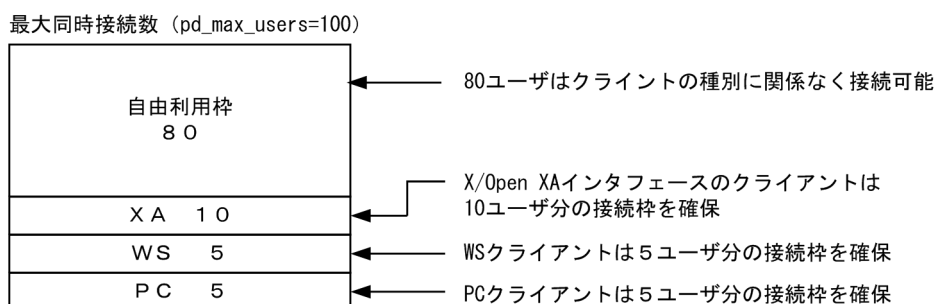 最大同時接続数（pd_max_users=100）
自由利用枠
８０
80ユーザはクライントの種別に関係なく接続可能
X/Open XAインタフェースのクライアントは
10ユーザ分の接続枠を確保
ＸＡ　１０
ＷＳ　５
WSクライアントは５ユーザ分の接続枠を確保
ＰＣ　５
PCクライアントは５ユーザ分の接続枠を確保